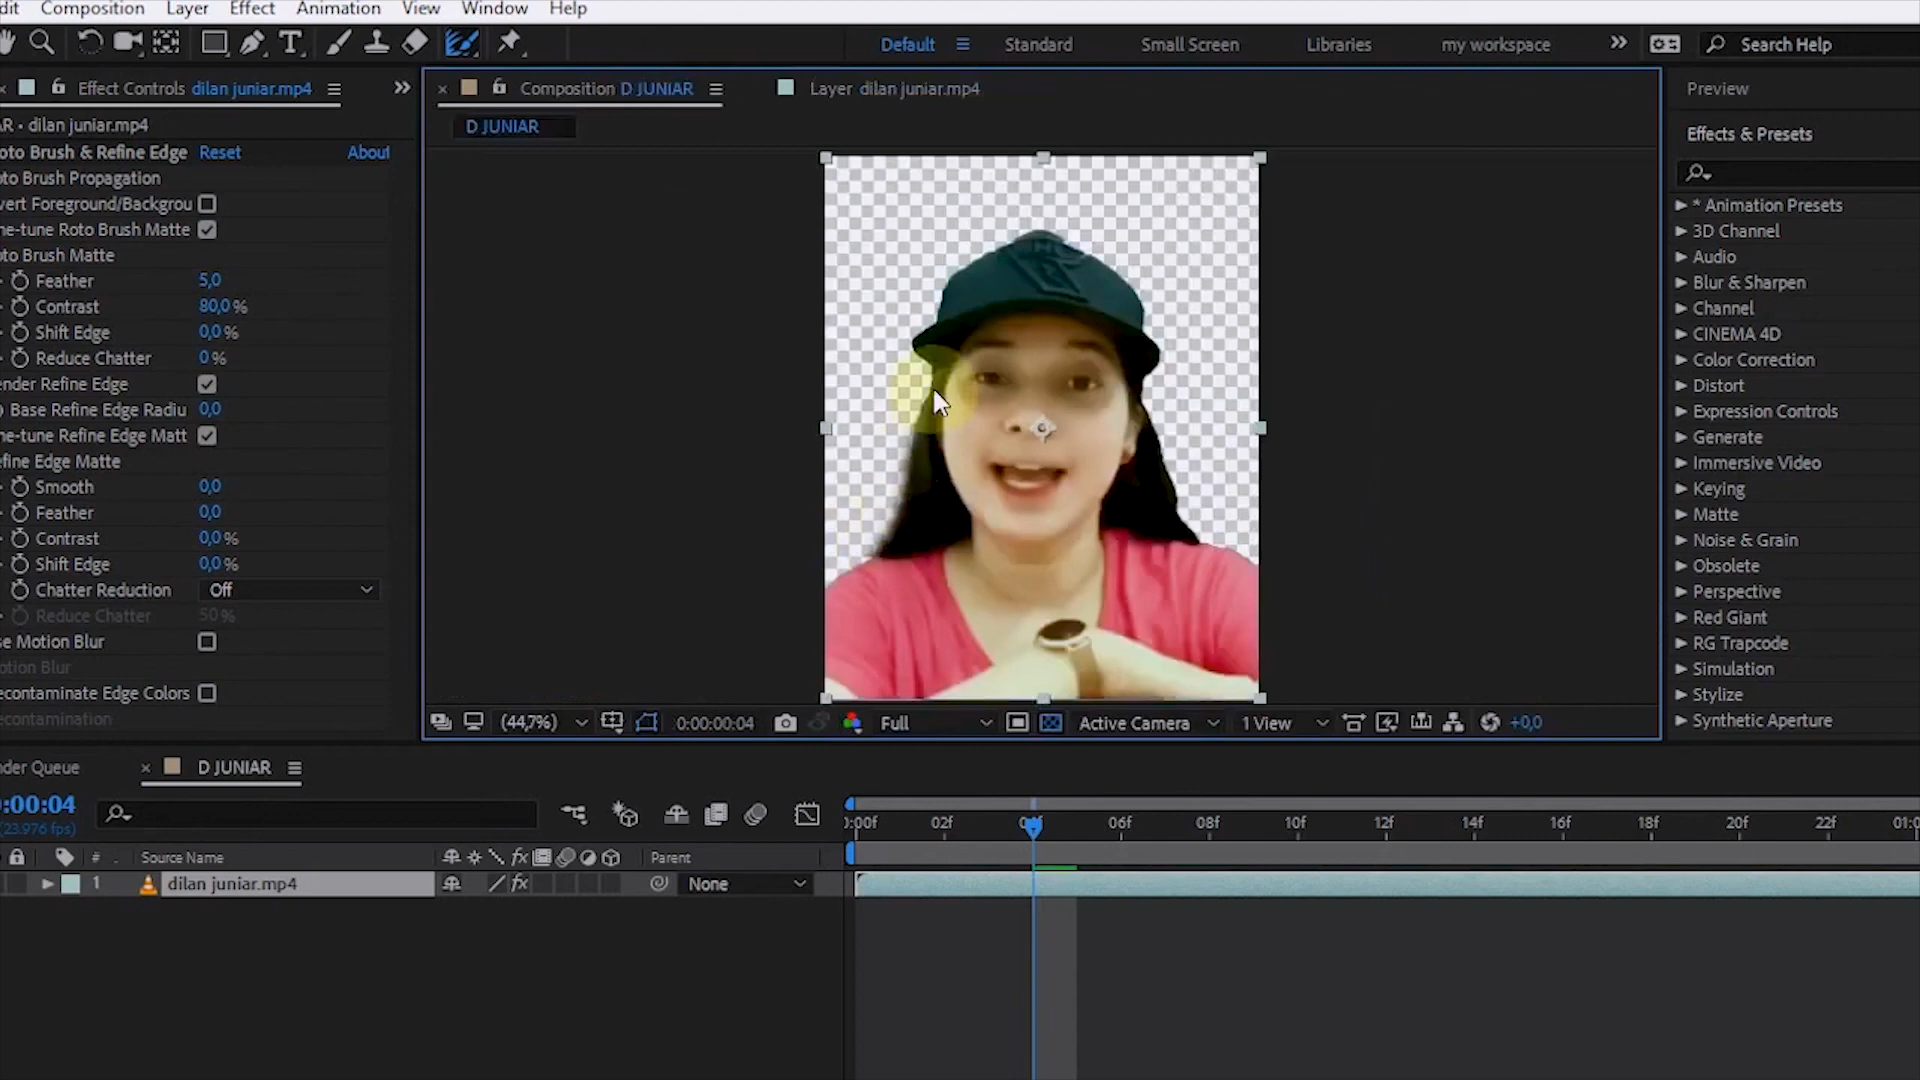 dit Composition Layer Effect Animation View Window Help
Default Standard Small Screen Libraries my workspace Search Help
Effect Controls dilan juniar.mp4
AR • dilan juniar.mp4
oto Brush & Refine Edge Reset About
oto Brush Propagation
vert Foreground/Backgrou
ne-tune Roto Brush Matte
oto Brush Matte
Feather 5,0
Contrast 80,0 %
Shift Edge 0,0 %
Reduce Chatter 0 %
ender Refine Edge
Base Refine Edge Radiu 0,0
ne-tune Refine Edge Matt
efine Edge Matte
Smooth 0,0
Feather 0,0
Contrast 0,0 %
Shift Edge 0,0 %
Chatter Reduction Off
Reduce Chatter 50 %
se Motion Blur
otion Blur
econtaminate Edge Colors
econtamination
Composition D JUNIAR
Layer dilan juniar.mp4
D JUNIAR
(44,7%) 0:00:00:04 Full Active Camera 1 View +0,0
Preview
Effects & Presets
* Animation Presets
3D Channel
Audio
Blur & Sharpen
Channel
CINEMA 4D
Color Correction
Distort
Expression Controls
Generate
Immersive Video
Keying
Matte
Noise & Grain
Obsolete
Perspective
Red Giant
RG Trapcode
Simulation
Stylize
Synthetic Aperture
der Queue D JUNIAR
0:00:04
(23.976 fps)
0:00f 02f 06f 08f 10f 12f 14f 16f 18f 20f 22f 01:0
# Source Name fx Parent
1 dilan juniar.mp4 fx None